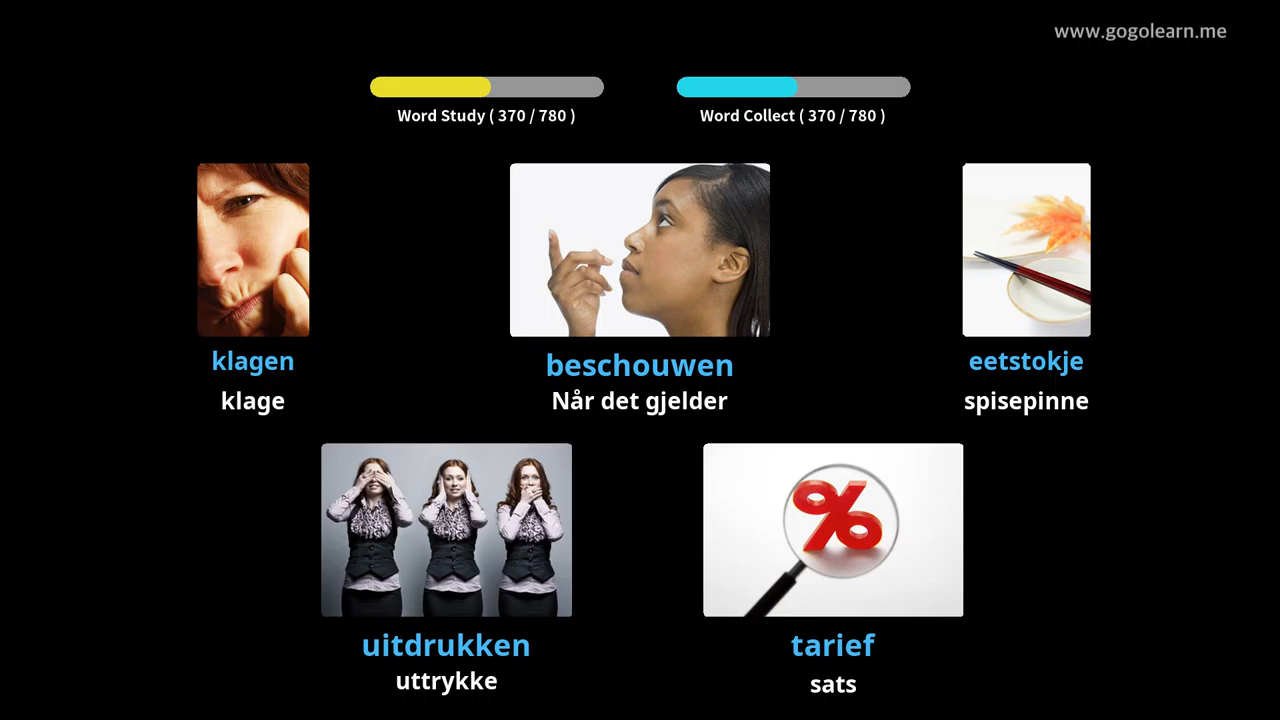 www.gogolearn.me
Word Study ( 370 / 780 )
Word Collect ( 370 / 780 )
klagen
klage
beschouwen
Når det gjelder
eetstokje
spisepinne
uitdrukken
uttrykke
tarief
sats